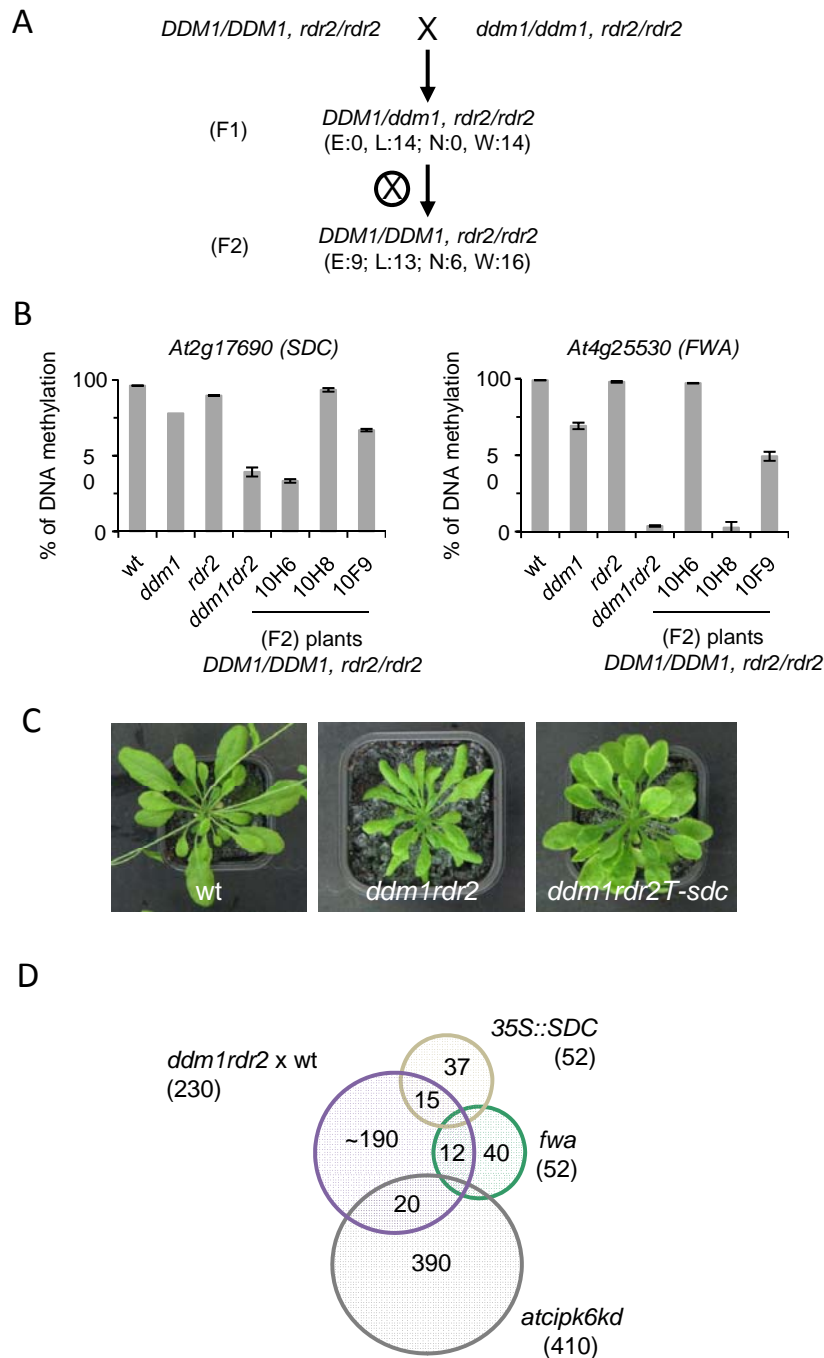 A
DDM1/DDM1, rdr2/rdr2 X ddm1/ddm1, rdr2/rdr2
(F1)
DDM1/ddm1, rdr2/rdr2
(E:0, L:14; N:0, W:14)
X
(F2)
DDM1/DDM1, rdr2/rdr2
(E:9; L:13; N:6, W:16)
B
At2g17690 (SDC)
% of DNA methylation
100
5
0
0
wt
ddm1
rdr2
ddm1rdr2
10H6
10H8
10F9
(F2) plants
DDM1/DDM1, rdr2/rdr2
At4g25530 (FWA)
% of DNA methylation
100
5
0
0
wt
ddm1
rdr2
ddm1rdr2
10H6
10H8
10F9
(F2) plants
DDM1/DDM1, rdr2/rdr2
C
wt
ddm1rdr2
ddm1rdr2T-sdc
D
35S::SDC
(52)
ddm1rdr2 x wt
(230)
37
15
~190
12
40
fwa
(52)
20
390
atcipk6kd
(410)